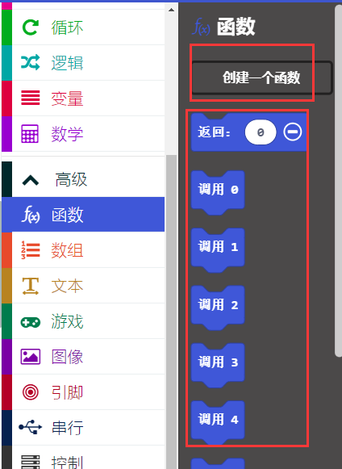 循环
逻辑
变量
数学
高级
f(x) 函数
数组
文本
游戏
图像
引脚
串行
控制
f(x) 函数
创建一个函数
返回： 0
调用 0
调用 1
调用 2
调用 3
调用 4